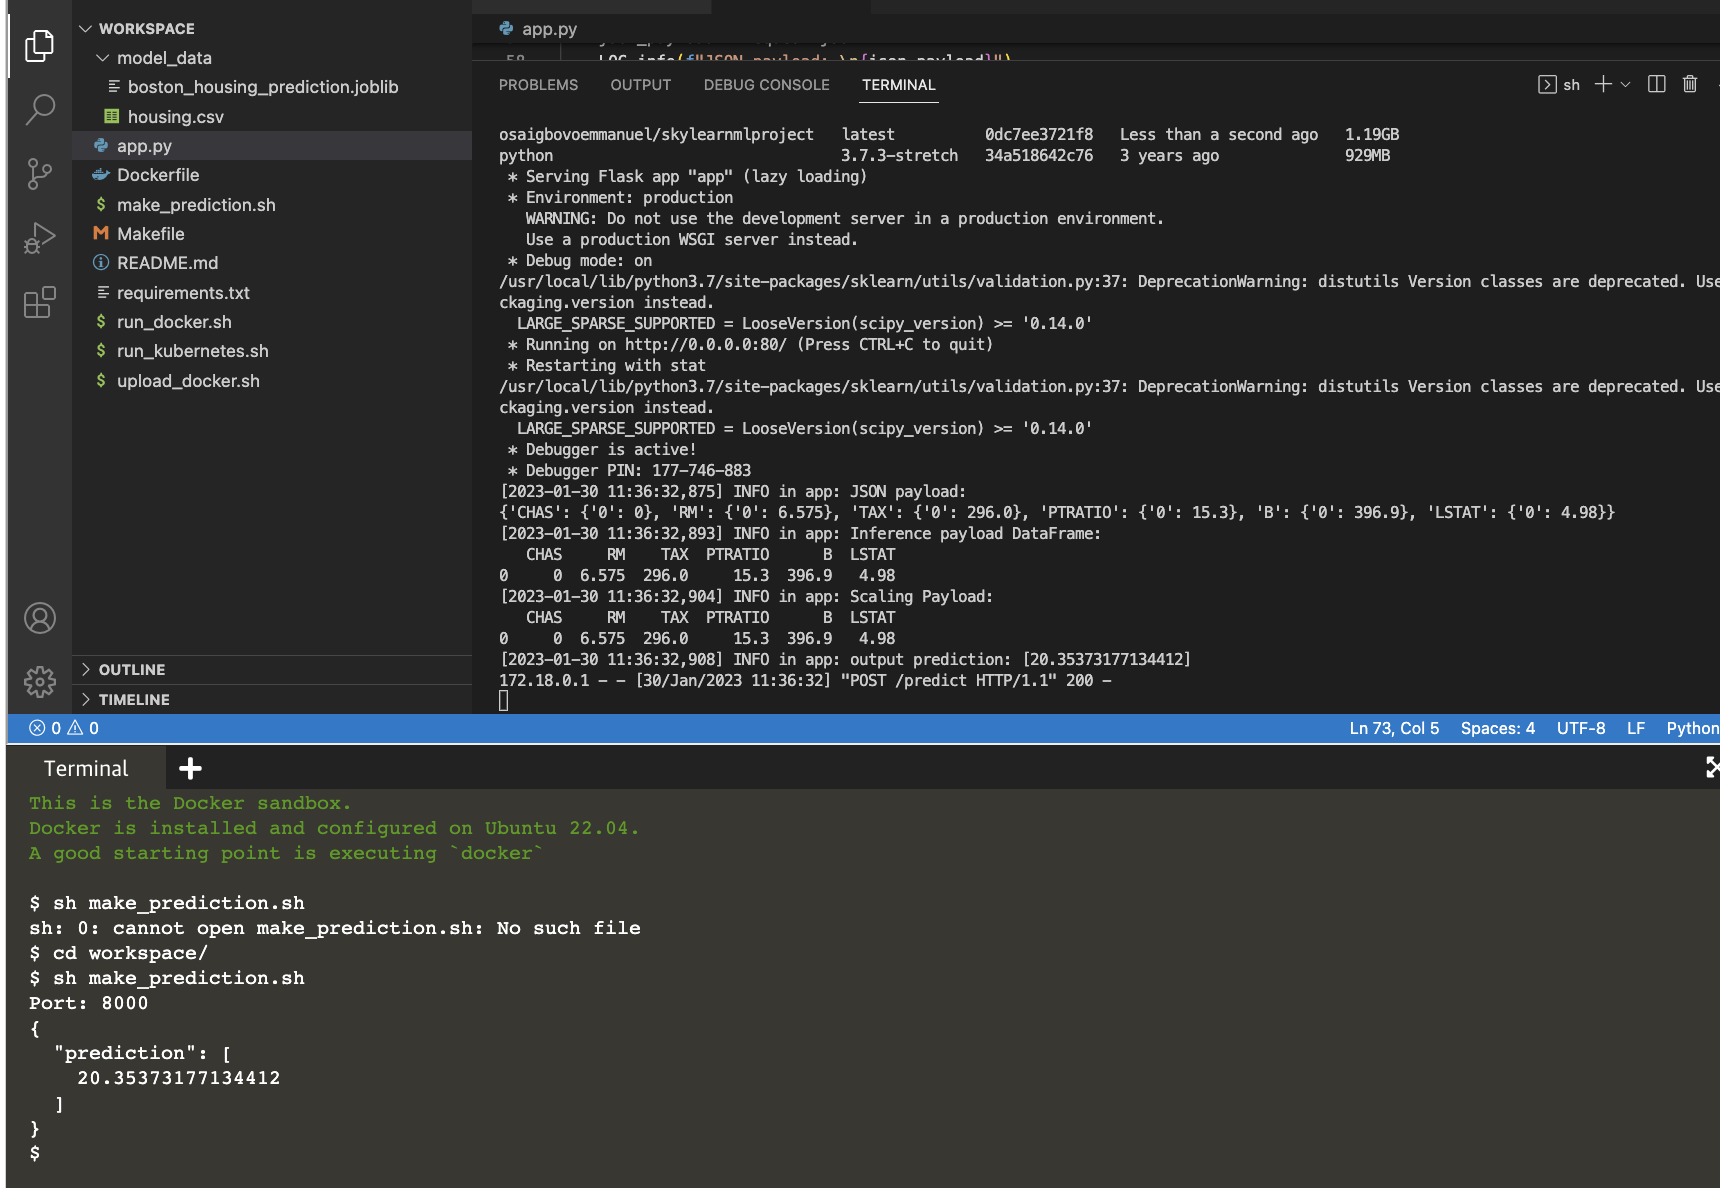 WORKSPACE
model_data
boston_housing_prediction.joblib
housing.csv
app.py
Dockerfile
make_prediction.sh
Makefile
README.md
requirements.txt
run_docker.sh
run_kubernetes.sh
upload_docker.sh
OUTLINE
TIMELINE
app.py
58 LOG.info(f"JSON payload: \n{json_payload}")
PROBLEMS OUTPUT DEBUG CONSOLE TERMINAL sh
osaigbovoemmanuel/skylearnmlproject latest 0dc7ee3721f8 Less than a second ago 1.19GB
python 3.7.3-stretch 34a518642c76 3 years ago 929MB
* Serving Flask app "app" (lazy loading)
* Environment: production
WARNING: Do not use the development server in a production environment.
Use a production WSGI server instead.
* Debug mode: on
/usr/local/lib/python3.7/site-packages/sklearn/utils/validation.py:37: DeprecationWarning: distutils Version classes are deprecated. Use
ckaging.version instead.
LARGE_SPARSE_SUPPORTED = LooseVersion(scipy_version) >= '0.14.0'
* Running on http://0.0.0.0:80/ (Press CTRL+C to quit)
* Restarting with stat
/usr/local/lib/python3.7/site-packages/sklearn/utils/validation.py:37: DeprecationWarning: distutils Version classes are deprecated. Use
ckaging.version instead.
LARGE_SPARSE_SUPPORTED = LooseVersion(scipy_version) >= '0.14.0'
* Debugger is active!
* Debugger PIN: 177-746-883
[2023-01-30 11:36:32,875] INFO in app: JSON payload:
{'CHAS': {'0': 0}, 'RM': {'0': 6.575}, 'TAX': {'0': 296.0}, 'PTRATIO': {'0': 15.3}, 'B': {'0': 396.9}, 'LSTAT': {'0': 4.98}}
[2023-01-30 11:36:32,893] INFO in app: Inference payload DataFrame:
CHAS RM TAX PTRATIO B LSTAT
0 0 6.575 296.0 15.3 396.9 4.98
[2023-01-30 11:36:32,904] INFO in app: Scaling Payload:
CHAS RM TAX PTRATIO B LSTAT
0 0 6.575 296.0 15.3 396.9 4.98
[2023-01-30 11:36:32,908] INFO in app: output prediction: [20.35373177134412]
172.18.0.1 - - [30/Jan/2023 11:36:32] "POST /predict HTTP/1.1" 200 -
0 0 Ln 73, Col 5 Spaces: 4 UTF-8 LF Python
Terminal
This is the Docker sandbox.
Docker is installed and configured on Ubuntu 22.04.
A good starting point is executing `docker`
$ sh make_prediction.sh
sh: 0: cannot open make_prediction.sh: No such file
$ cd workspace/
$ sh make_prediction.sh
Port: 8000
{
"prediction": [
20.35373177134412
]
}
$